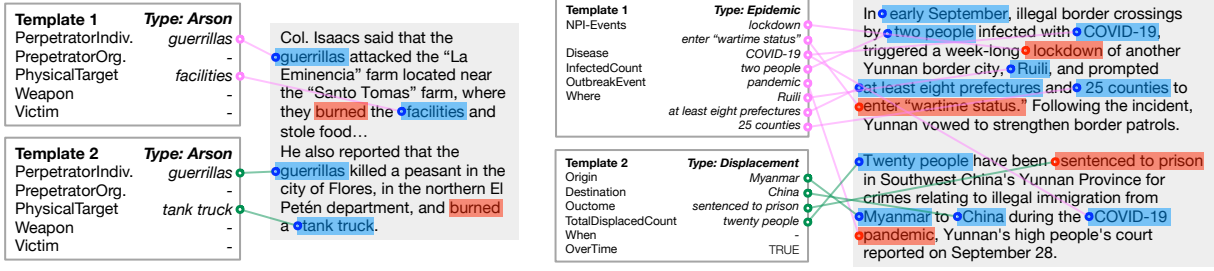 Template 1 Type: Arson
PerpetratorIndiv. guerrillas
PrepetratorOrg. -
PhysicalTarget facilities
Weapon -
Victim -
Template 2 Type: Arson
PerpetratorIndiv. guerrillas
PrepetratorOrg. -
PhysicalTarget tank truck
Weapon -
Victim -
Col. Isaacs said that the
guerrillas attacked the “La
Eminencia” farm located near
the “Santo Tomas” farm, where
they burned the facilities and
stole food…
He also reported that the
guerrillas killed a peasant in the
city of Flores, in the northern El
Petén department, and burned
a tank truck.
Template 1 Type: Epidemic
NPI-Events lockdown
enter “wartime status”
Disease COVID-19
InfectedCount two people
OutbreakEvent pandemic
Where Ruili
at least eight prefectures
25 counties
Template 2 Type: Displacement
Origin Myanmar
Destination China
Ouctome sentenced to prison
TotalDisplacedCount twenty people
When -
OverTime TRUE
In early September, illegal border crossings
by two people infected with COVID-19,
triggered a week-long lockdown of another
Yunnan border city, Ruili, and prompted
at least eight prefectures and 25 counties to
enter “wartime status.” Following the incident,
Yunnan vowed to strengthen border patrols.
Twenty people have been sentenced to prison
in Southwest China's Yunnan Province for
crimes relating to illegal immigration from
Myanmar to China during the COVID-19
pandemic, Yunnan's high people's court
reported on September 28.